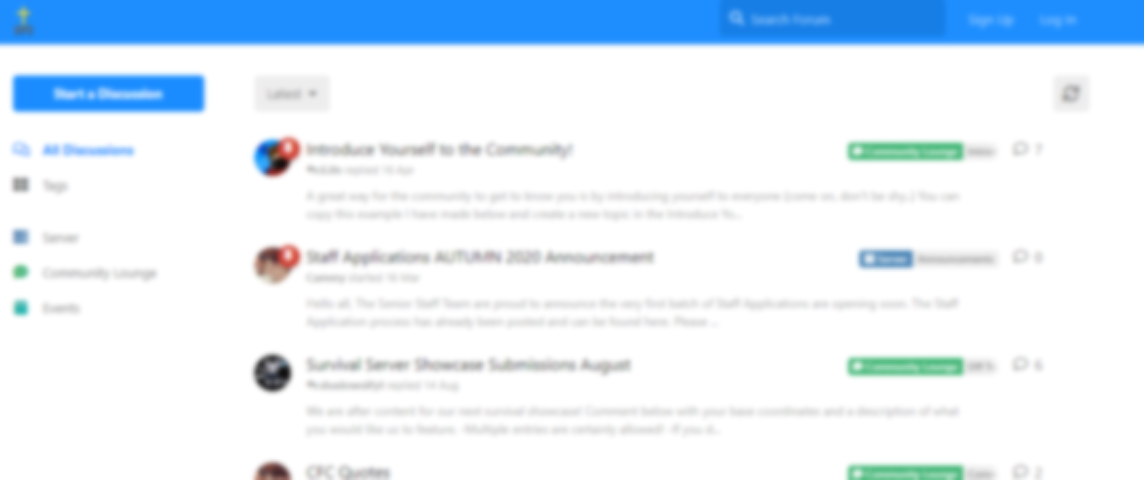 Search Forum
Sign Up
Log In
Start a Discussion
Latest
All Discussions
Tags
Server
Community Lounge
Events
Introduce Yourself to the Community!
Community Lounge
7
replied 16 Apr
A great way for the community to get to know you is by introducing yourself to everyone (come on, don't be shy.) You can
copy this example I have made below and create a new topic in the Introduce Yo...
Staff Applications AUTUMN 2020 Announcement
Server Announcements
0
started 15 Mar
Hello all, The Senior Staff Team are proud to announce the very first batch of Staff Applications are opening soon. The Staff
Application process has already been posted and can be found here. Please ...
Survival Server Showcase Submissions August
Community Lounge
6
replied 14 Aug
We are after content for our next survival showcase! Comment below with your base coordinates and a description of what
you would like us to feature. -Multiple entries are certainly allowed! -If you d...
CFC Quotes
Community Lounge
2